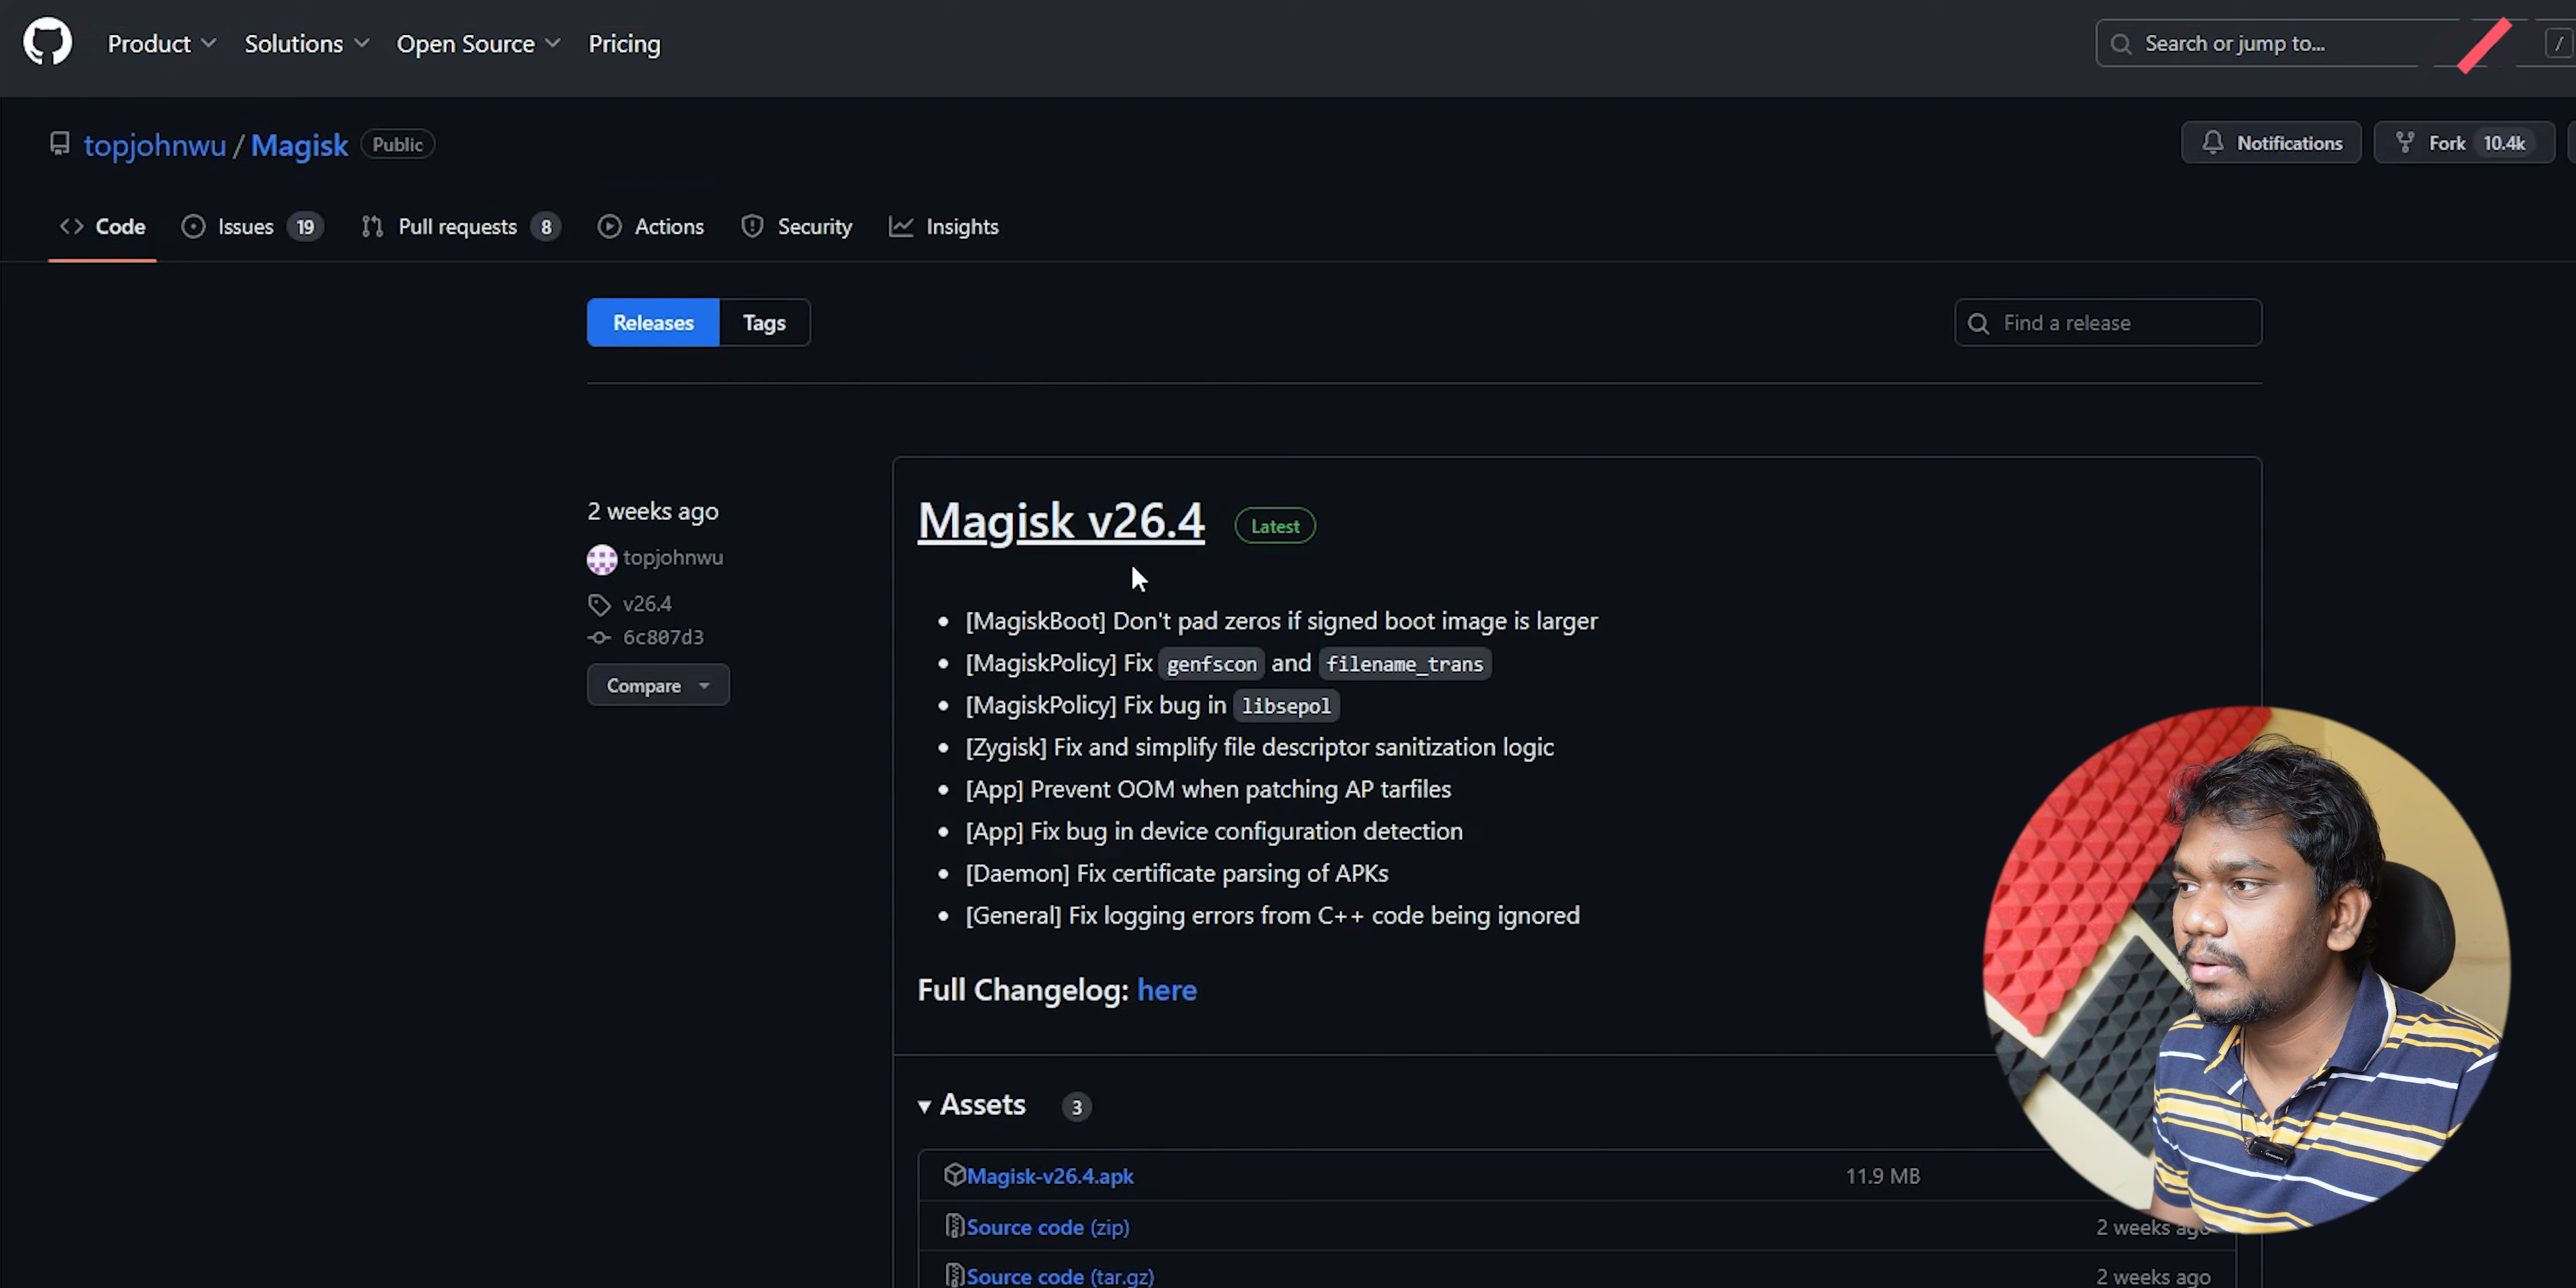 Product Solutions Open Source Pricing Search or jump to... /
topjohnwu / Magisk Public Notifications Fork 10.4k
Code Issues 19 Pull requests 8 Actions Security Insights
Releases Tags Find a release
2 weeks ago
topjohnwu
v26.4
6c807d3
Compare
Magisk v26.4 Latest
• [MagiskBoot] Don't pad zeros if signed boot image is larger
• [MagiskPolicy] Fix genfscon and filename_trans
• [MagiskPolicy] Fix bug in libsepol
• [Zygisk] Fix and simplify file descriptor sanitization logic
• [App] Prevent OOM when patching AP tarfiles
• [App] Fix bug in device configuration detection
• [Daemon] Fix certificate parsing of APKs
• [General] Fix logging errors from C++ code being ignored
Full Changelog: here
Assets 3
Magisk-v26.4.apk 11.9 MB
Source code (zip) 2 weeks ago
Source code (tar.gz) 2 weeks ago